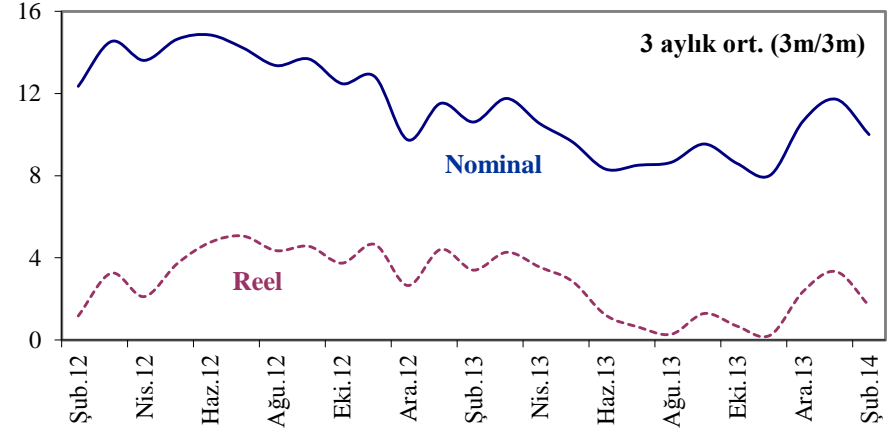 16
3 aylık ort. (3m/3m)
12
Nominal
8
4
Reel
0
Şub.12
Nis.12
Haz.12
Ağu.12
Eki.12
Ara.12
Şub.13
Nis.13
Haz.13
Ağu.13
Eki.13
Ara.13
Şub.14